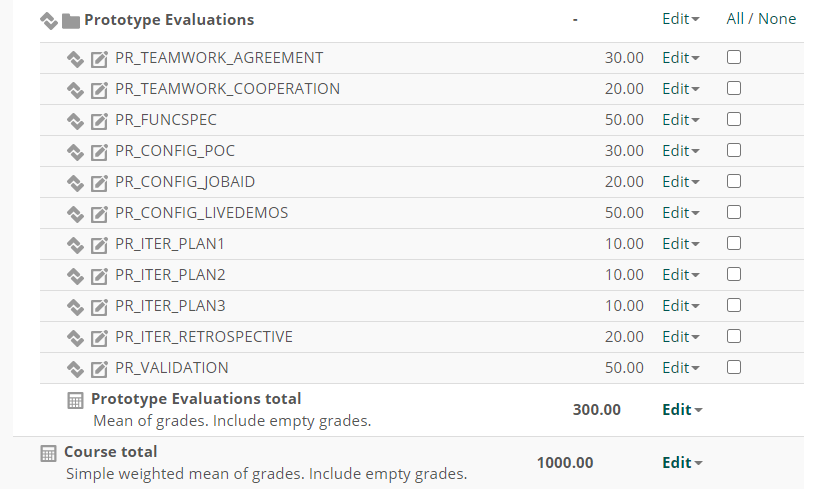 Prototype Evaluations - Edit All / None
PR_TEAMWORK_AGREEMENT 30.00 Edit
PR_TEAMWORK_COOPERATION 20.00 Edit
PR_FUNCSPEC 50.00 Edit
PR_CONFIG_POC 30.00 Edit
PR_CONFIG_JOBAID 20.00 Edit
PR_CONFIG_LIVEDEMOS 50.00 Edit
PR_ITER_PLAN1 10.00 Edit
PR_ITER_PLAN2 10.00 Edit
PR_ITER_PLAN3 10.00 Edit
PR_ITER_RETROSPECTIVE 20.00 Edit
PR_VALIDATION 50.00 Edit
Prototype Evaluations total 300.00 Edit
Mean of grades. Include empty grades.
Course total 1000.00 Edit
Simple weighted mean of grades. Include empty grades.